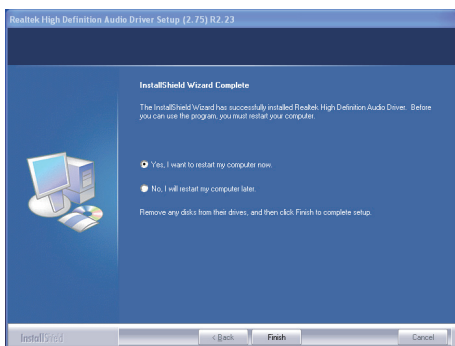 Realtek High Definition Audio Driver Setup (2.75) R2.23
InstallShield Wizard Complete
The InstallShield Wizard has successfully installed Realtek High Definition Audio Driver. Before
you can use the program, you must restart your computer.
Yes, I want to restart my computer now.
No, I will restart my computer later.
Remove any disks from their drives, and then click Finish to complete setup.
InstallShield
< Back
Finish
Cancel